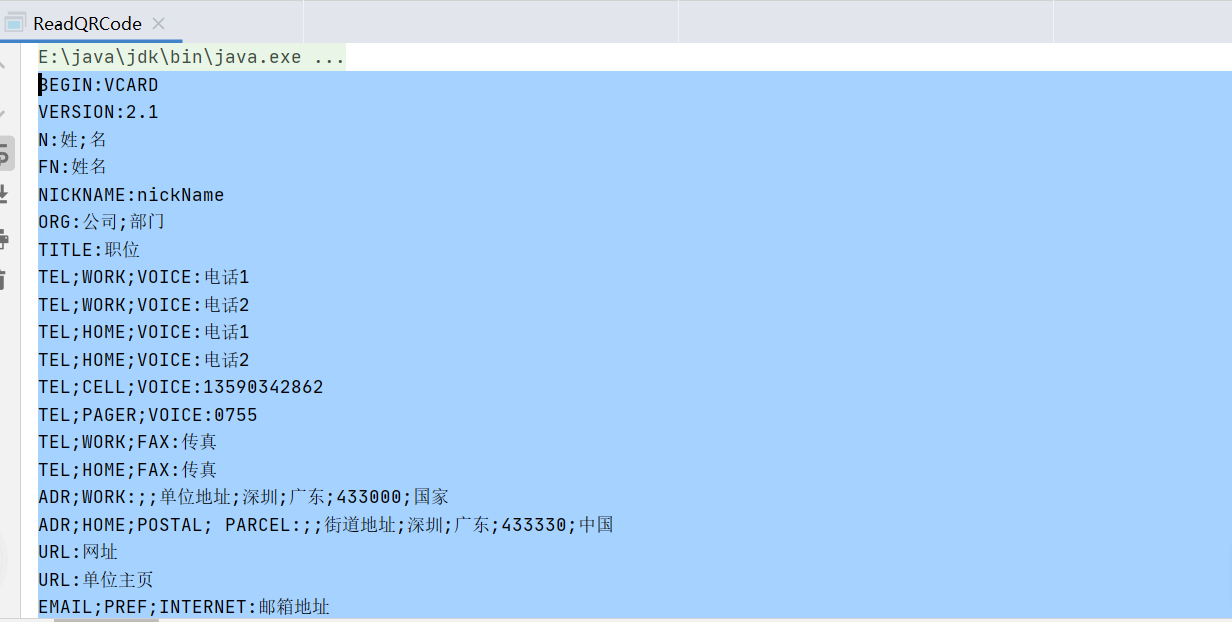 ReadQRCode
E:\java\jdk\bin\java.exe ...
BEGIN:VCARD
VERSION:2.1
N:姓;名
FN:姓名
NICKNAME:nickName
ORG:公司;部门
TITLE:职位
TEL;WORK;VOICE:电话1
TEL;WORK;VOICE:电话2
TEL;HOME;VOICE:电话1
TEL;HOME;VOICE:电话2
TEL;CELL;VOICE:13590342862
TEL;PAGER;VOICE:0755
TEL;WORK;FAX:传真
TEL;HOME;FAX:传真
ADR;WORK:;;单位地址;深圳;广东;433000;国家
ADR;HOME;POSTAL; PARCEL:;;街道地址;深圳;广东;433330;中国
URL:网址
URL:单位主页
EMAIL;PREF;INTERNET:邮箱地址